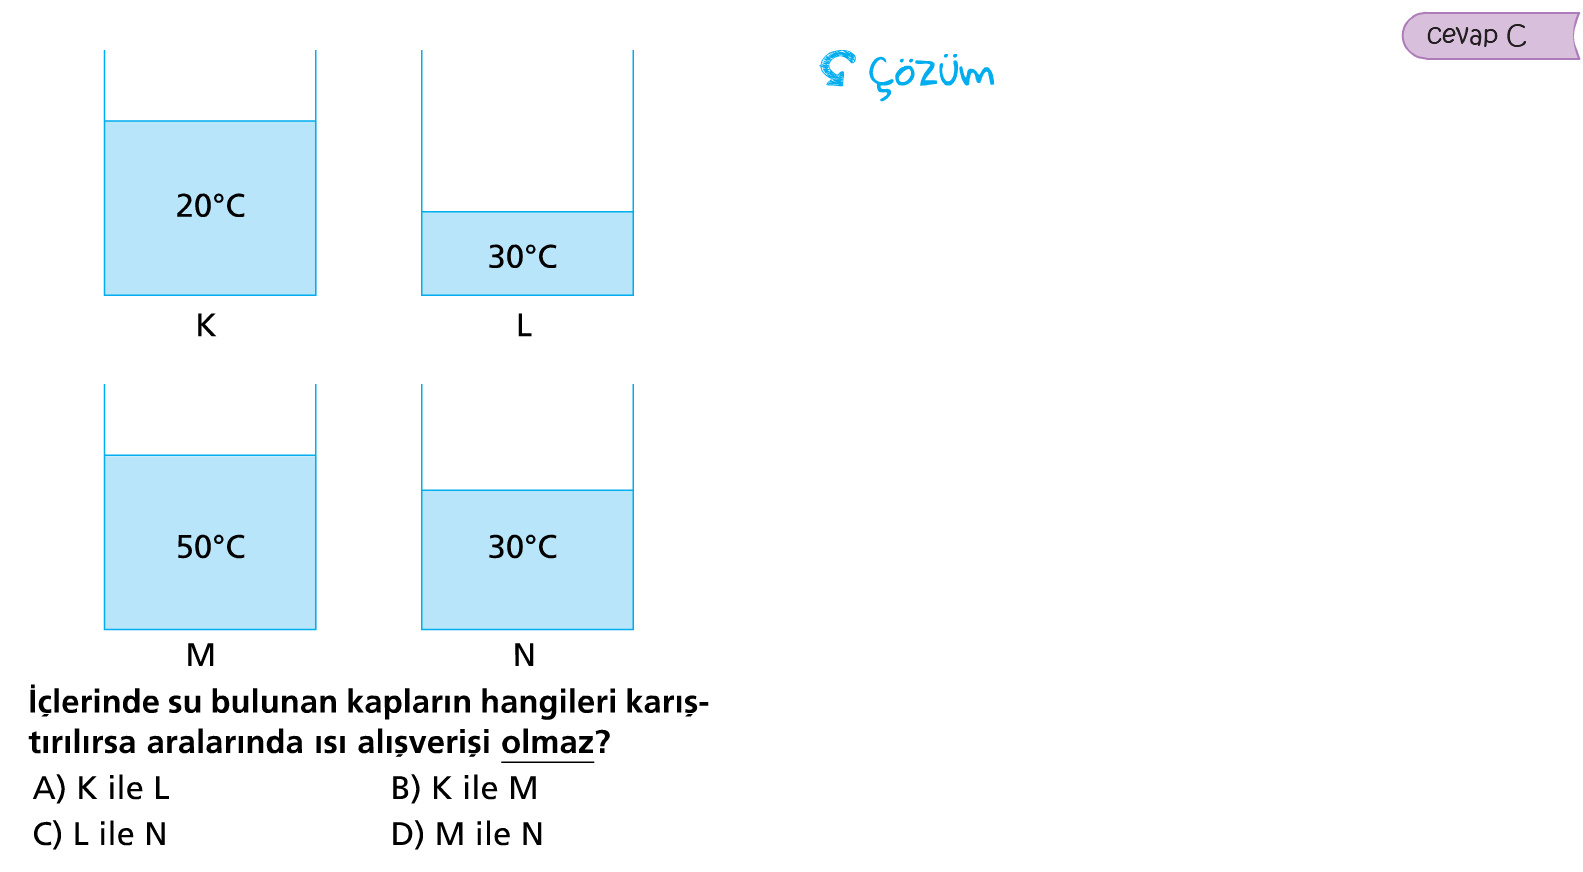 20°C
30°C
K
L
50°C
30°C
M
N
İçlerinde su bulunan kapların hangileri karış-
tırılırsa aralarında ısı alışverişi olmaz?
A) K ile L
B) K ile M
C) L ile N
D) M ile N
Çözüm
cevap C